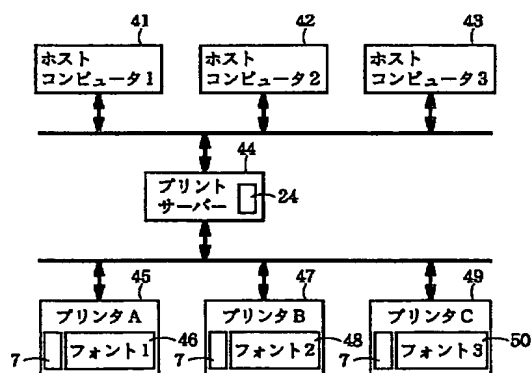 41
42
43
ホスト
コンピュータ1
ホスト
コンピュータ2
ホスト
コンピュータ3
44
プリント
サーバー
24
45
47
49
プリンタA
プリンタB
プリンタC
46
48
50
7
フォント1
7
フォント2
7
フォント3